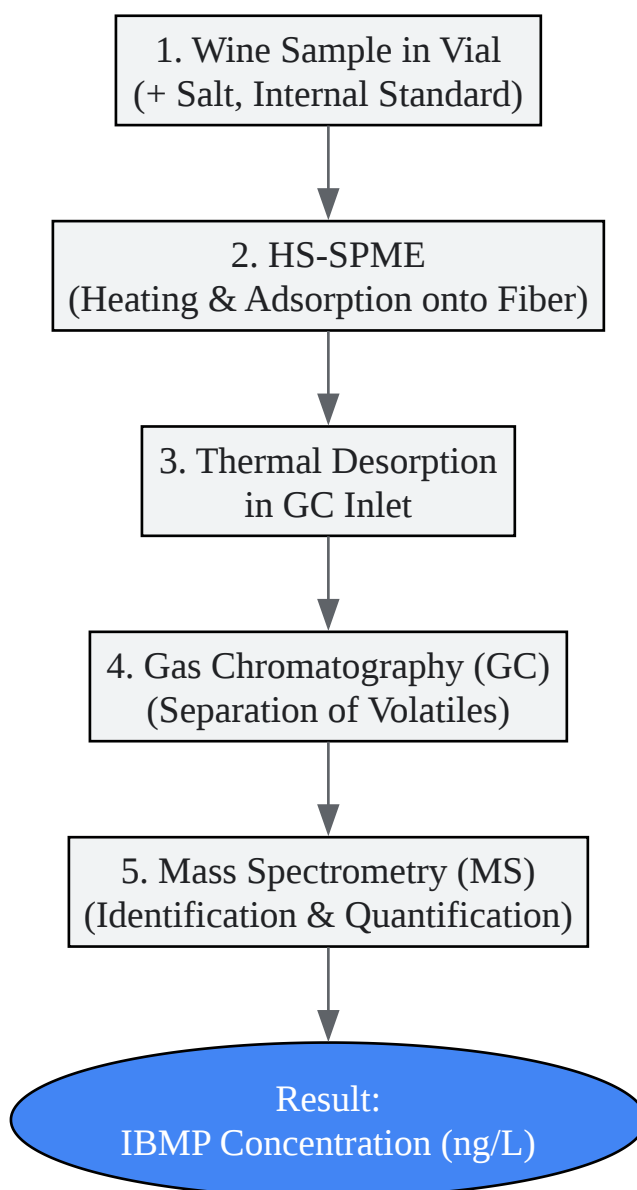 1. Wine Sample in Vial
(+ Salt, Internal Standard)
2. HS-SPME
(Heating & Adsorption onto Fiber)
3. Thermal Desorption
in GC Inlet
4. Gas Chromatography (GC)
(Separation of Volatiles)
5. Mass Spectrometry (MS)
(Identification & Quantification)
Result:
IBMP Concentration (ng/L)